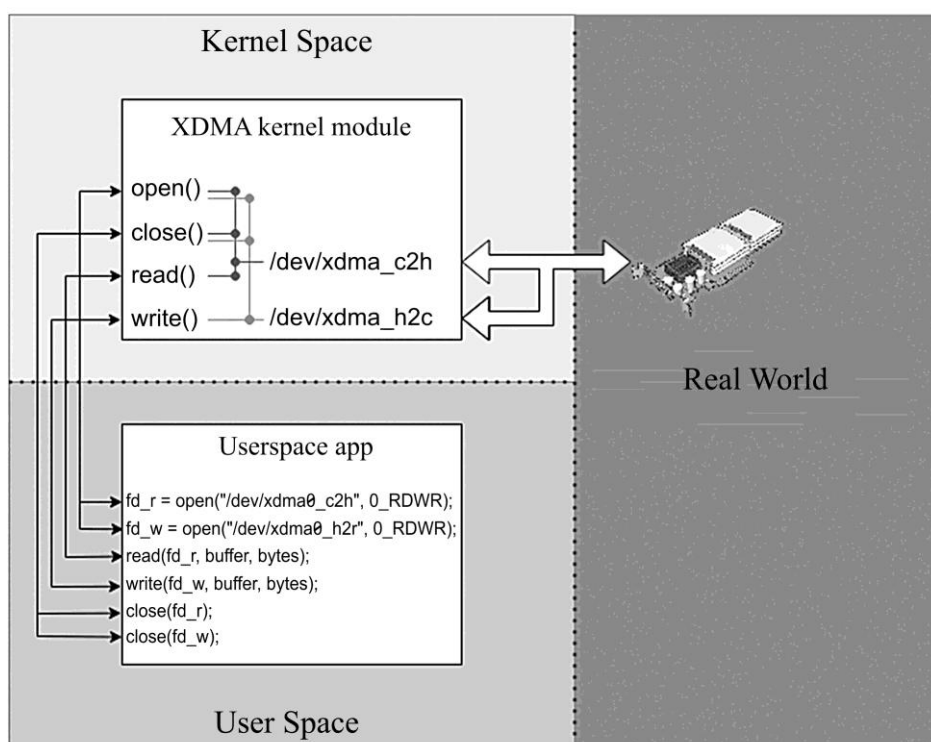 Kernel Space
XDMA kernel module
open()
close()
/dev/xdma_c2h
read()
write()
/dev/xdma_h2c
Real World
Userspace app
fd_r = open("/dev/xdma0_c2h", 0_RDWR);
fd_w = open("/dev/xdma0_h2r", 0_RDWR);
read(fd_r, buffer, bytes);
write(fd_w, buffer, bytes);
close(fd_r);
close(fd_w);
User Space